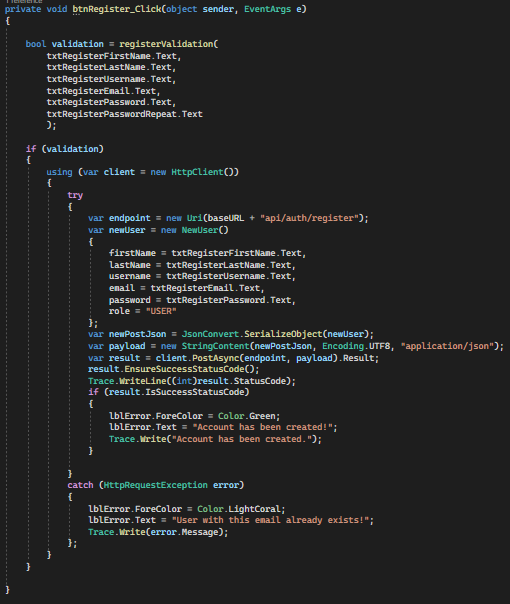 1 reference
private void btnRegister_Click(object sender, EventArgs e)
{
bool validation = registerValidation(
txtRegisterFirstName.Text,
txtRegisterLastName.Text,
txtRegisterUsername.Text,
txtRegisterEmail.Text,
txtRegisterPassword.Text,
txtRegisterPasswordRepeat.Text
);
if (validation)
{
using (var client = new HttpClient())
{
try
{
var endpoint = new Uri(baseURL + "api/auth/register");
var newUser = new NewUser()
{
firstName = txtRegisterFirstName.Text,
lastName = txtRegisterLastName.Text,
username = txtRegisterUsername.Text,
email = txtRegisterEmail.Text,
password = txtRegisterPassword.Text,
role = "USER"
};
var newPostJson = JsonConvert.SerializeObject(newUser);
var payload = new StringContent(newPostJson, Encoding.UTF8, "application/json");
var result = client.PostAsync(endpoint, payload).Result;
result.EnsureSuccessStatusCode();
Trace.WriteLine((int)result.StatusCode);
if (result.IsSuccessStatusCode)
{
lblError.ForeColor = Color.Green;
lblError.Text = "Account has been created!";
Trace.Write("Account has been created.");
}
}
catch (HttpRequestException error)
{
lblError.ForeColor = Color.LightCoral;
lblError.Text = "User with this email already exists!";
Trace.Write(error.Message);
};
}
}
}